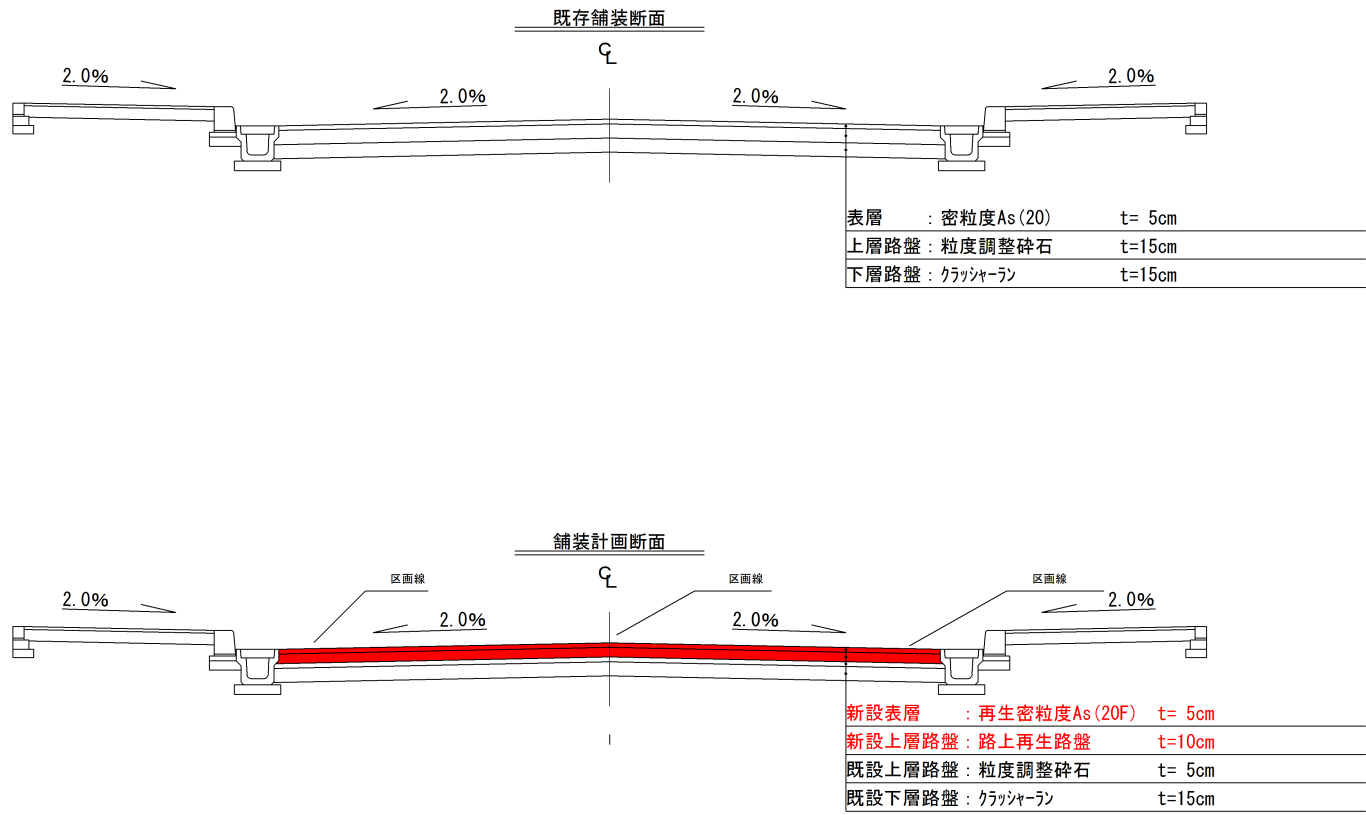 既存舗装断面
CL
2.0%
2.0%
2.0%
2.0%
表層 : 密粒度As(20) t= 5cm
上層路盤 : 粒度調整砕石 t=15cm
下層路盤 : クラッシャーラン t=15cm
舗装計画断面
CL
区画線
区画線
区画線
2.0%
2.0%
2.0%
2.0%
新設表層 : 再生密粒度As(20F) t= 5cm
新設上層路盤 : 路上再生路盤 t=10cm
既設上層路盤 : 粒度調整砕石 t= 5cm
既設下層路盤 : クラッシャーラン t=15cm